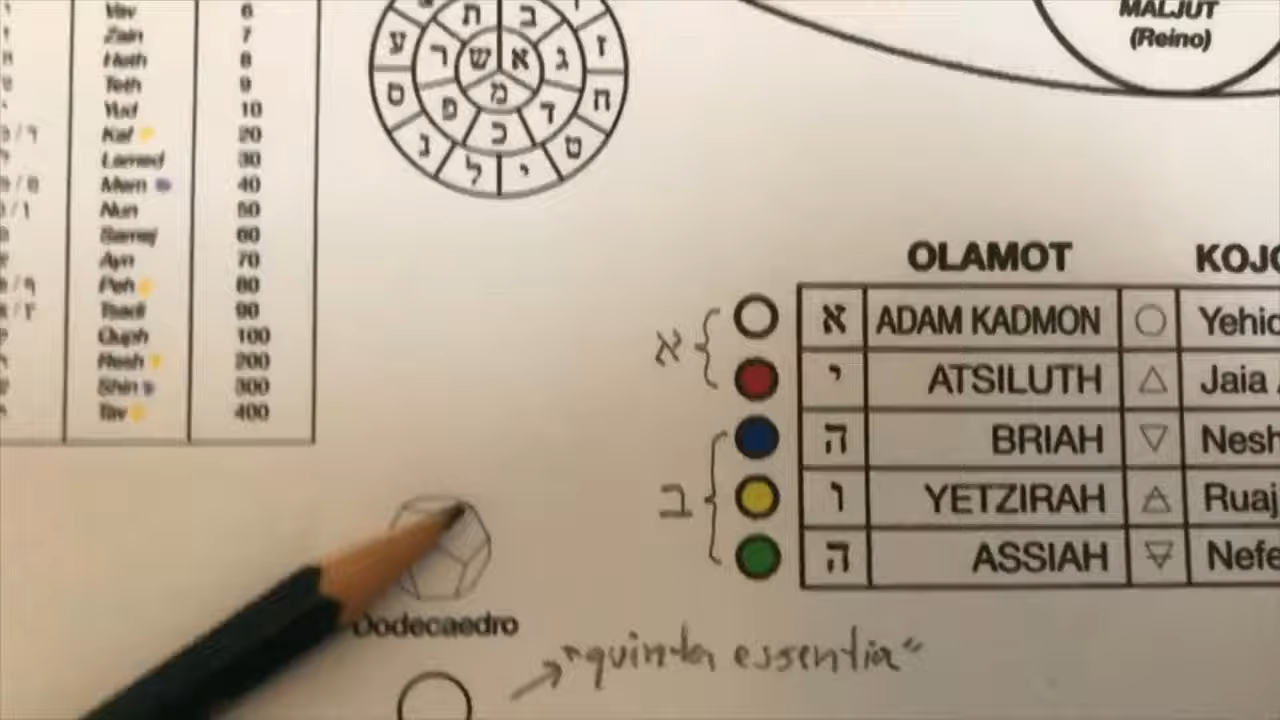 Vav 6
Zain 7
Heth 8
Teth 9
Yud 10
Kaf 20
Lamed 30
Mem 40
Nun 50
Samej 60
Ayn 70
Peh 80
Tsadi 90
Quph 100
Resh 200
Shin 300
Tav 400
ת ב
ע ר ש א ג ז
ס פ מ ד ח
נ כ ט
ל י
MALJUT
(Reino)
OLAMOT
א ADAM KADMON
י ATSILUTH
ה BRIAH
ו YETZIRAH
ה ASSIAH
א
ב
Dodecaedro
"quinta essentia"